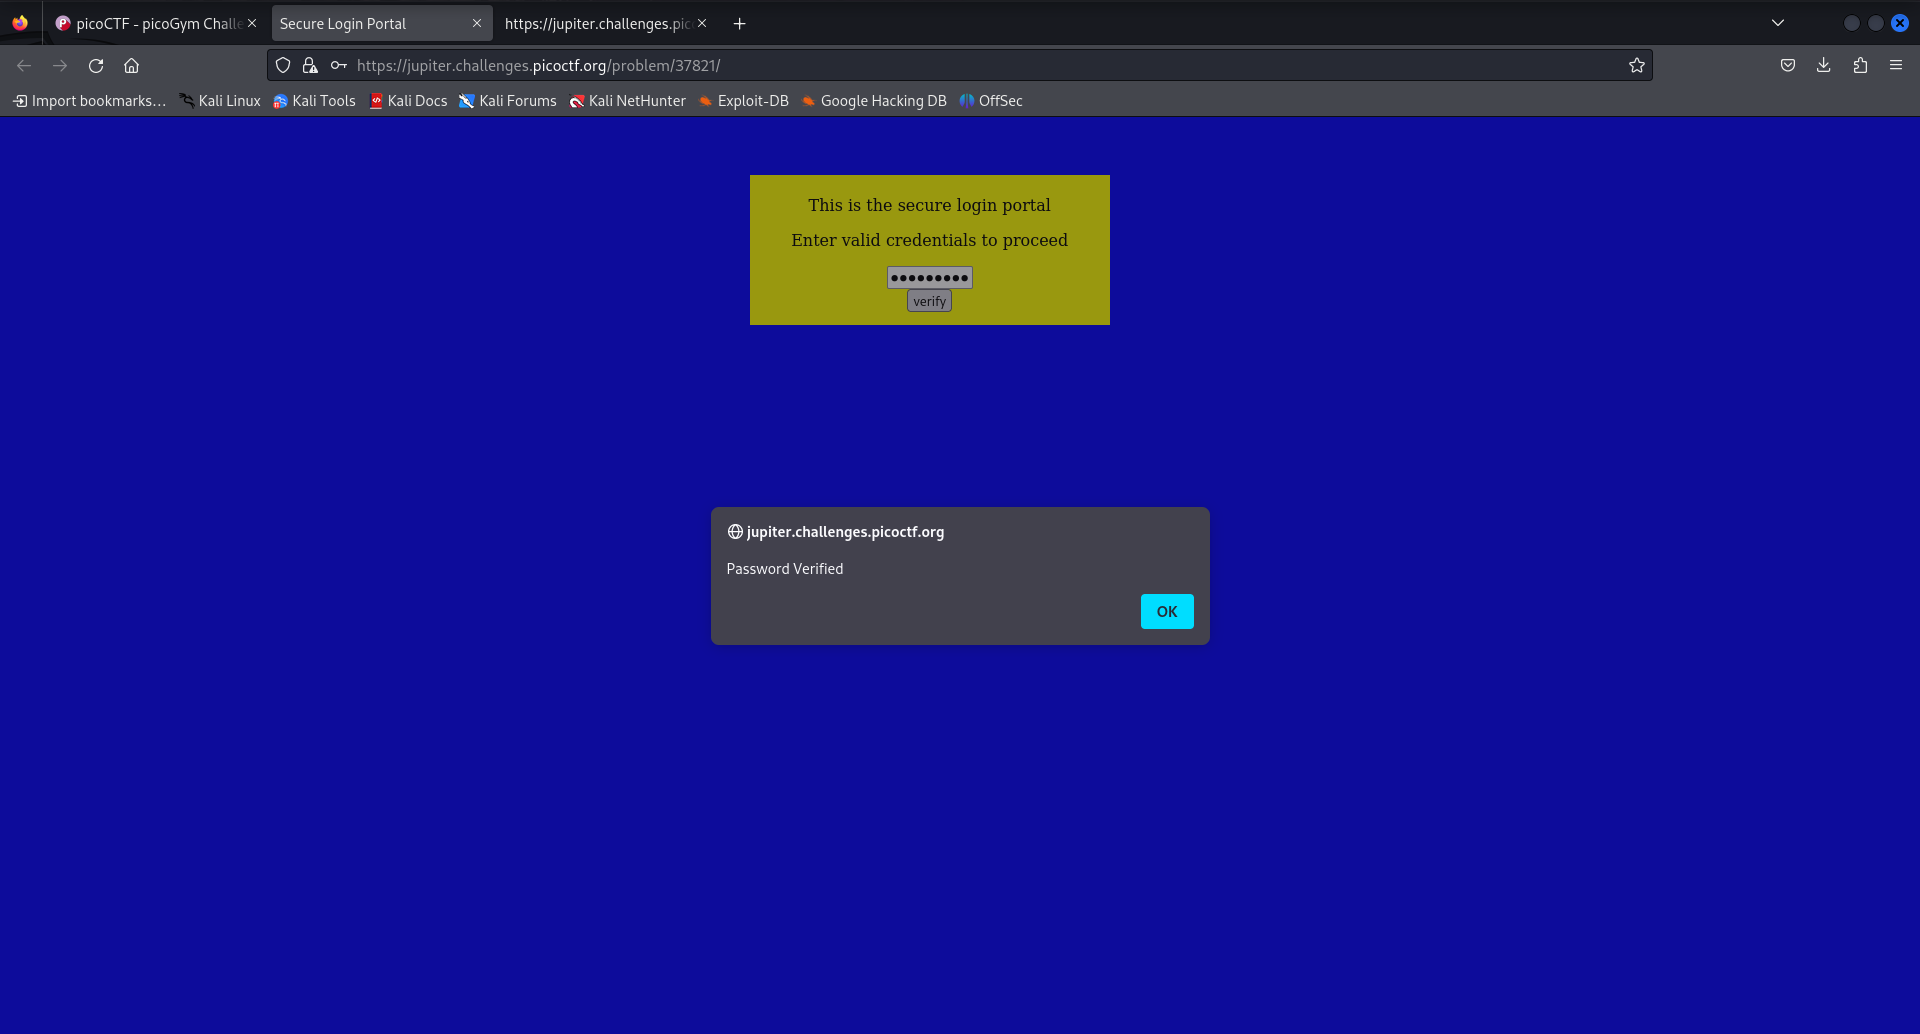 picoCTF - picoGym Challe
Secure Login Portal
https://jupiter.challenges.pic
https://jupiter.challenges.picoctf.org/problem/37821/
Import bookmarks... Kali Linux Kali Tools Kali Docs Kali Forums Kali NetHunter Exploit-DB Google Hacking DB OffSec
This is the secure login portal
Enter valid credentials to proceed
●●●●●●●●●
verify
jupiter.challenges.picoctf.org
Password Verified
OK